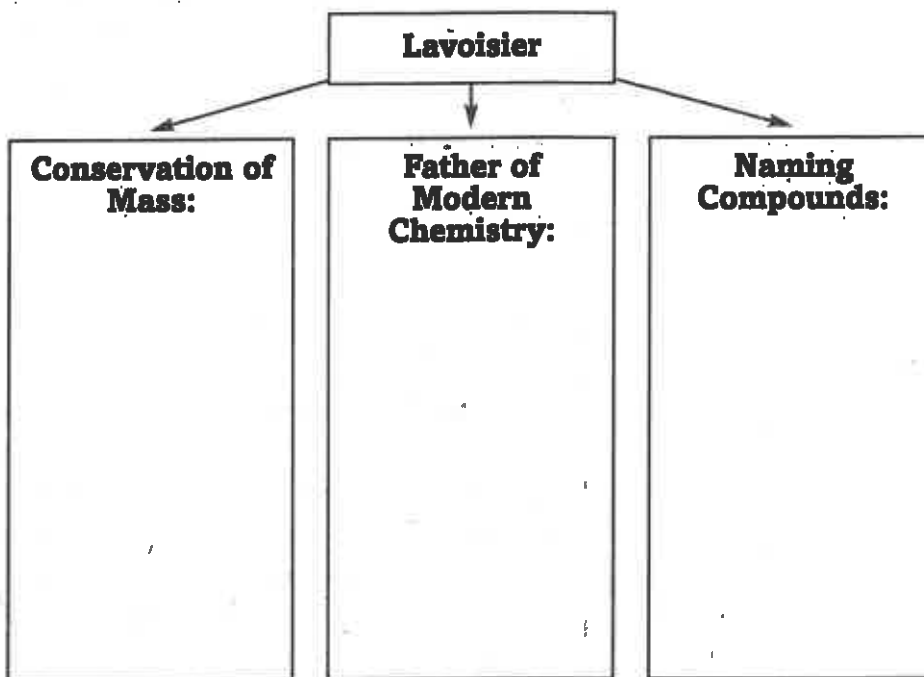 Lavoisier
Conservation of
Mass:
Father of
Modern
Chemistry:
Naming
Compounds: